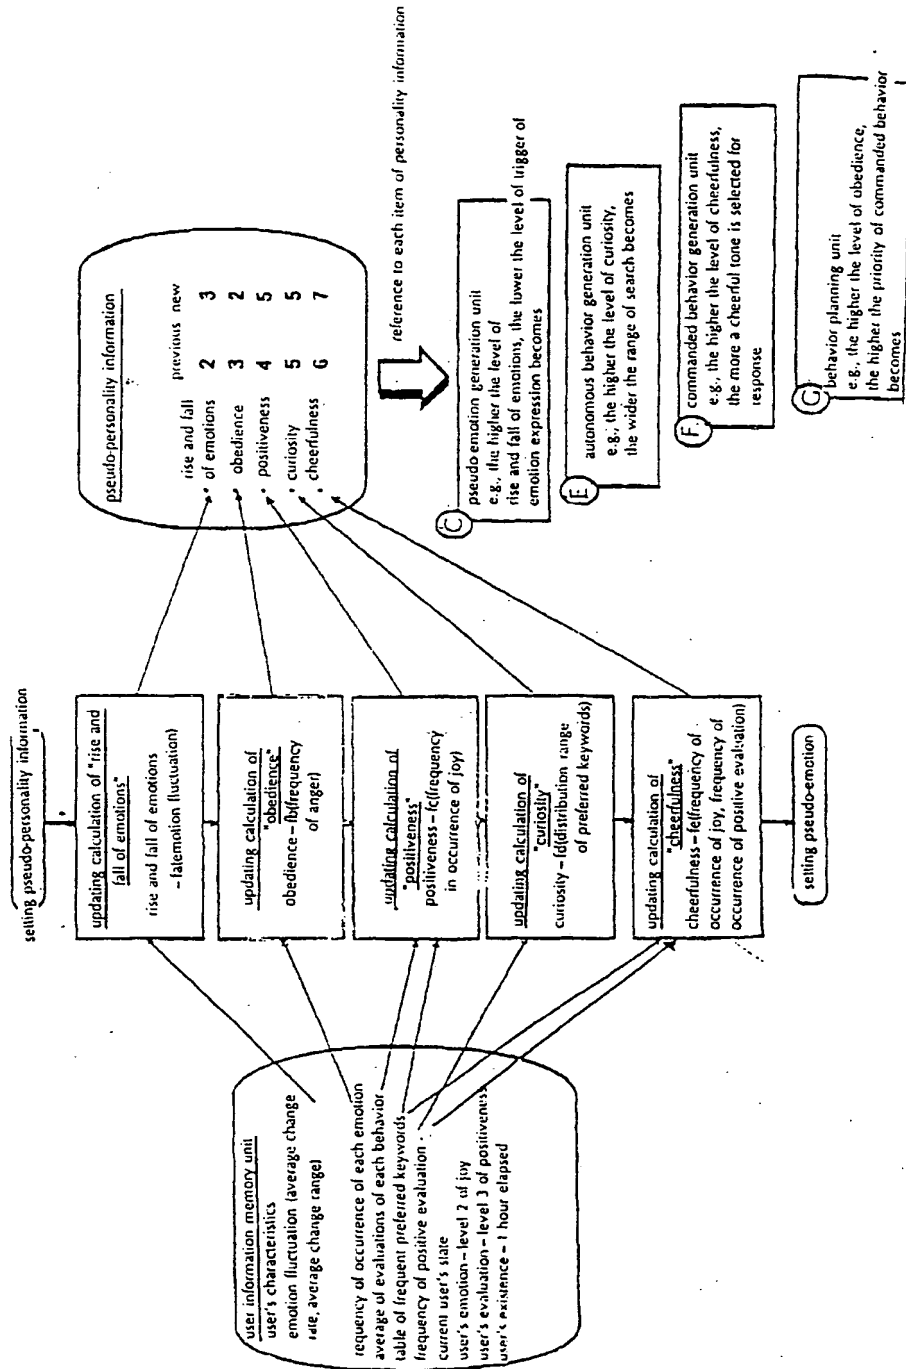 setting pseudo-personality information
updating calculation of "rise and
fall of emotions"
rise and fall of emotions
– fa(emotion fluctuation)
updating calculation of
"obedience"
obedience – fb(frequency
of anger)
updating calculation of
"positiveness"
positiveness – fc(frequency
in occurrence of joy)
updating calculation of
"curiosity"
curiosity – fd(distribution range
of preferred keywords)
updating calculation of
"cheerfulness"
cheerfulness – fe(frequency of
occurrence of joy, frequency of
occurrence of positive evaluation)
setting pseudo-emotion
user information memory unit
user's characteristics
emotion fluctuation (average change
rate, average change range)
requency of occurrence of each emotion
average of evaluations of each behavior
table of frequent preferred keywords
frequency of positive evaluation
current user's state
user's emotion – level 2 of joy
user's evaluation – level 3 of positiveness
user's existence – 1 hour elapsed
pseudo-personality information
previous new
rise and fall
• of emotions 2 3
• obedience 3 2
• positiveness 4 5
• curiosity 5 5
• cheerfulness 6 7
reference to each item of personality information
C
pseudo emotion generation unit
e.g., the higher the level of
rise and fall of emotions, the lower the level of trigger of
emotion expression becomes
E
autonomous behavior generation unit
e.g., the higher the level of curiosity,
the wider the range of search becomes
F
commanded behavior generation unit
e.g., the higher the level of cheerfulness,
the more a cheerful tone is selected for
response
G
behavior planning unit
e.g., the higher the level of obedience,
the higher the priority of commanded behavior
becomes